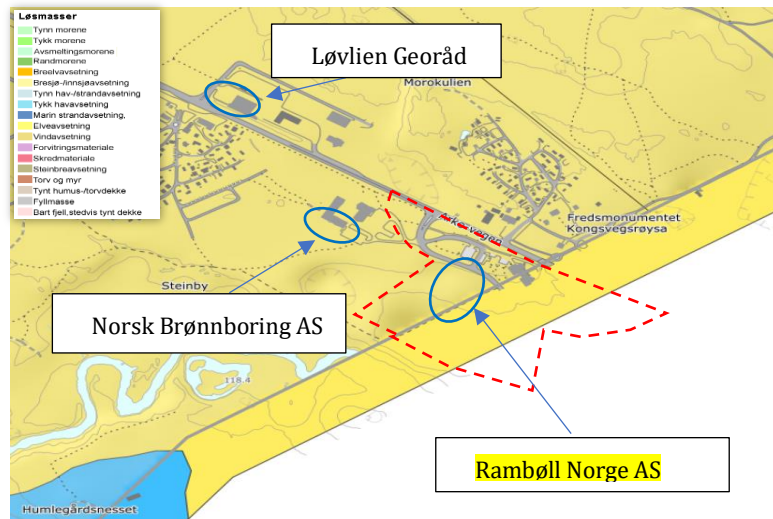 Løsmasser
Tynn morene
Tykk morene
Avsmeltingsmorene
Randmorene
Breelvavsetning
Bresjø-/innsjøavsetning
Tynn hav-/strandavsetning
Tykk havavsetning
Marin strandavsetning,
Elveavsetning
Vindavsetning
Forvitringsmateriale
Skredmateriale
Steinbreavsetning
Torv og myr
Tynt humus-/torvdekke
Fyllmasse
Bart fjell,stedvis tynt dekke
Løvlien Georåd
Morokulien
Arkovegen
Fredsmonumentet
Kongsvegsrøysa
Steinby
Norsk Brønnboring AS
118.4
Rambøll Norge AS
Humlegårdsnesset